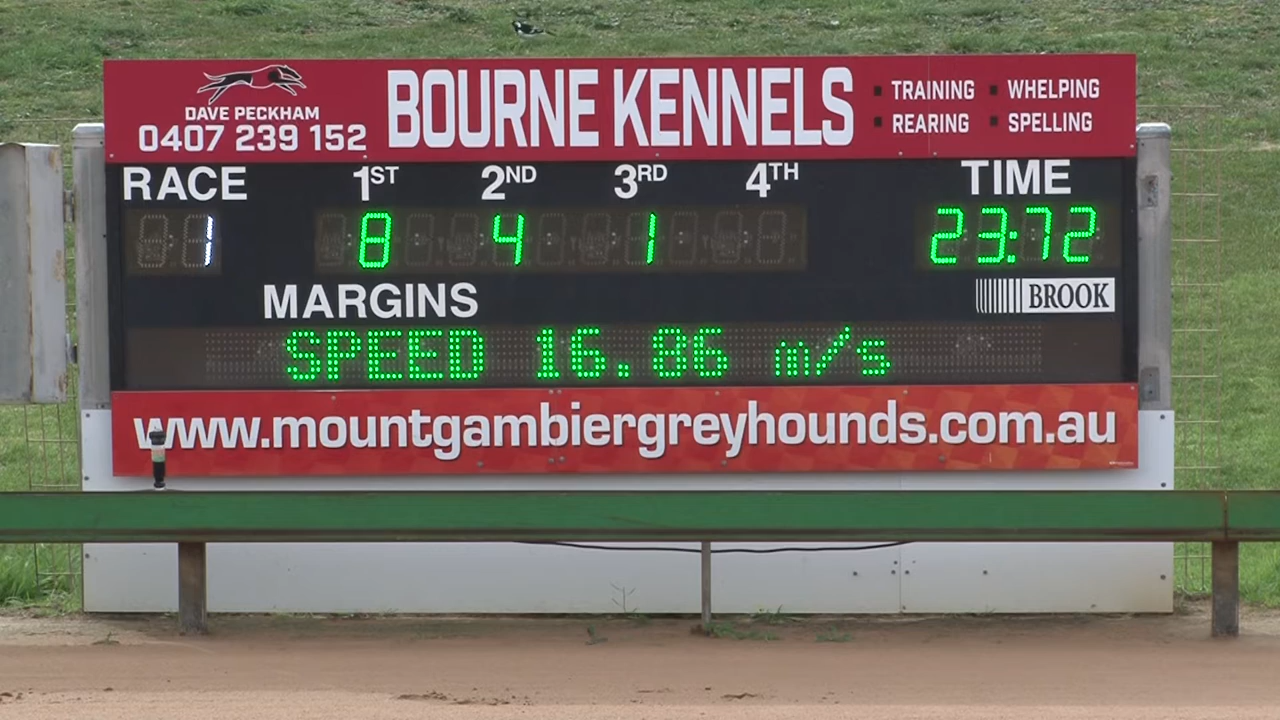 BOURNE KENNELS
DAVE PECKHAM
0407 239 152
TRAINING WHELPING
REARING SPELLING
RACE 1ST 2ND 3RD 4TH TIME
1 8 4 1 23:72
MARGINS BROOK
SPEED 16.86 m/s
www.mountgambiergreyhounds.com.au